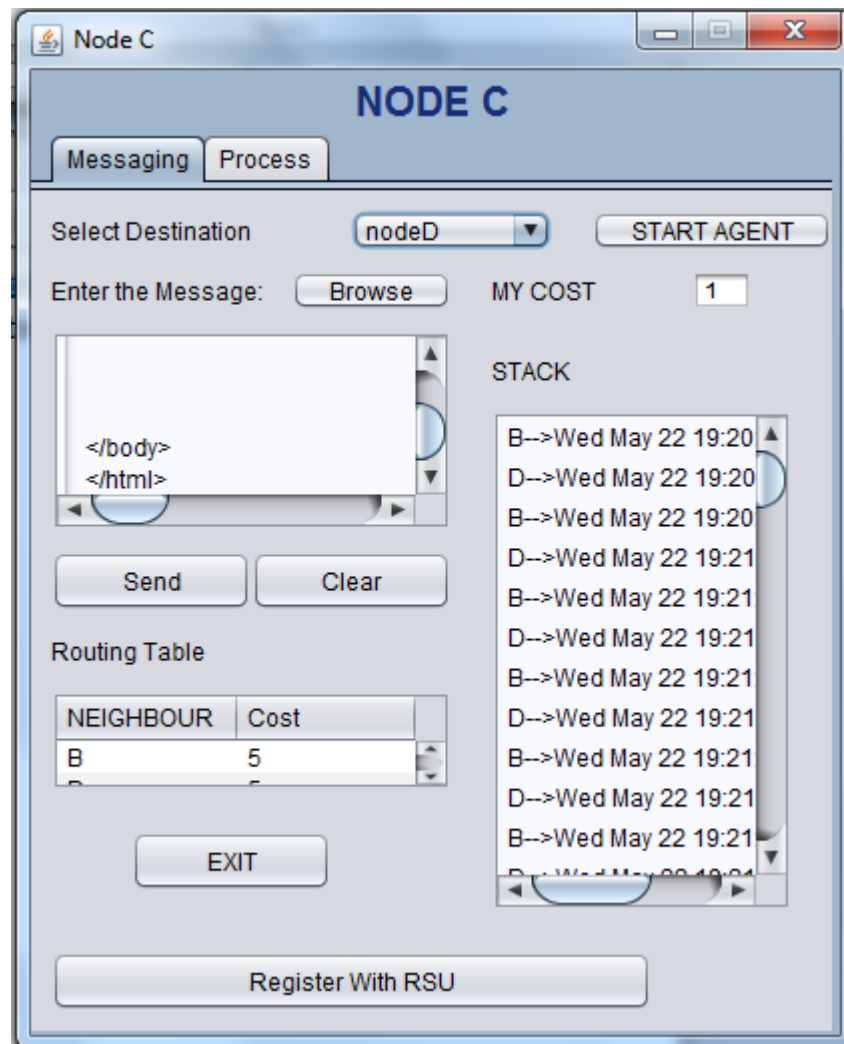 Node C
NODE C
Messaging Process
Select Destination nodeD START AGENT
Enter the Message: Browse MY COST 1
STACK
</body>
</html>
Send Clear
Routing Table
NEIGHBOUR Cost
B 5
EXIT
Register With RSU
B-->Wed May 22 19:20
D-->Wed May 22 19:20
B-->Wed May 22 19:20
D-->Wed May 22 19:21
B-->Wed May 22 19:21:
D-->Wed May 22 19:21
B-->Wed May 22 19:21:
D-->Wed May 22 19:21
B-->Wed May 22 19:21:
D-->Wed May 22 19:21
B-->Wed May 22 19:21: